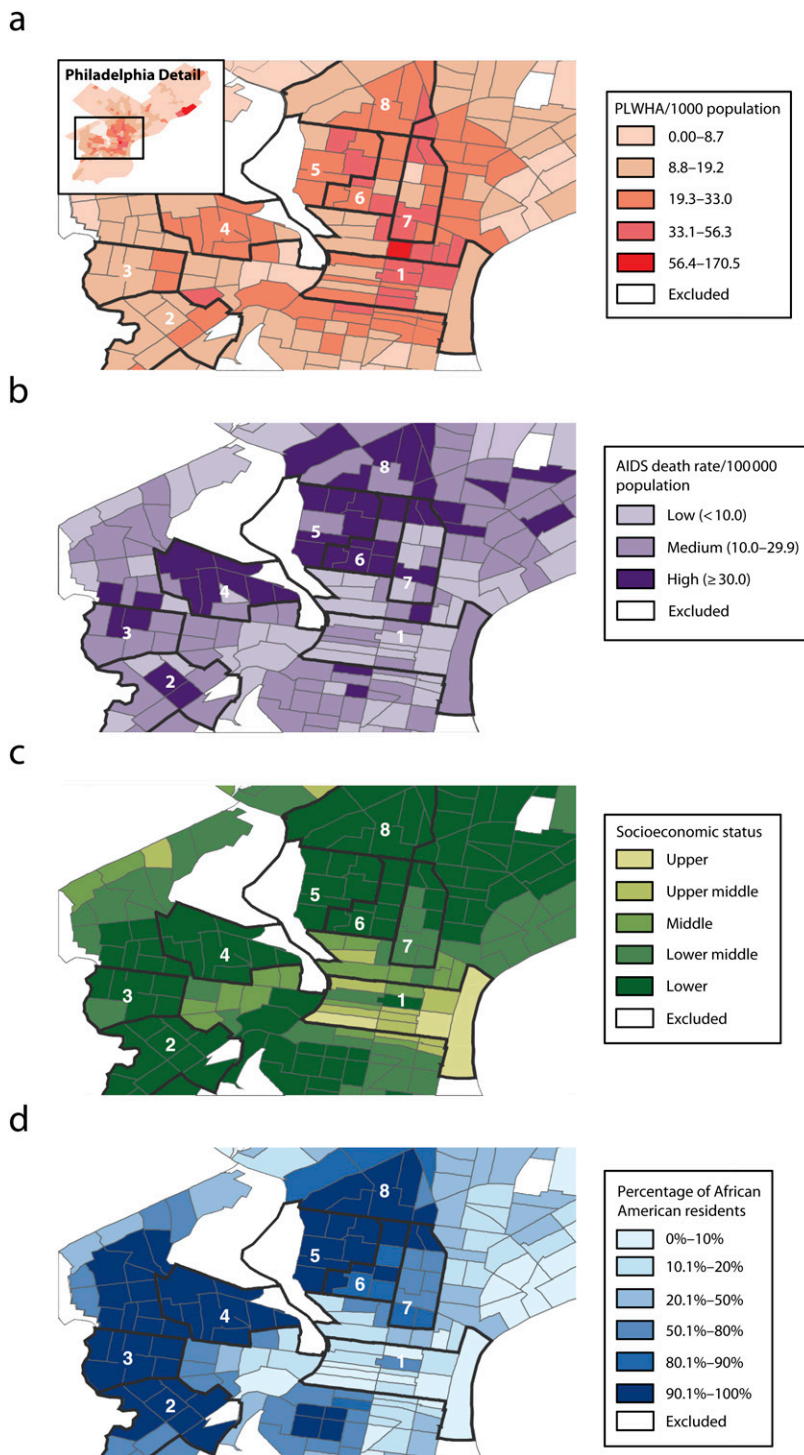 a
Philadelphia Detail
8
5
6
4
7
3
1
2
PLWHA/1000 population
0.00–8.7
8.8–19.2
19.3–33.0
33.1–56.3
56.4–170.5
Excluded
b
8
5
6
4
7
3
1
2
AIDS death rate/100 000
population
Low (< 10.0)
Medium (10.0–29.9)
High (≥ 30.0)
Excluded
c
8
5
6
4
7
3
1
2
Socioeconomic status
Upper
Upper middle
Middle
Lower middle
Lower
Excluded
d
8
5
6
4
7
3
1
2
Percentage of African
American residents
0%–10%
10.1%–20%
20.1%–50%
50.1%–80%
80.1%–90%
90.1%–100%
Excluded